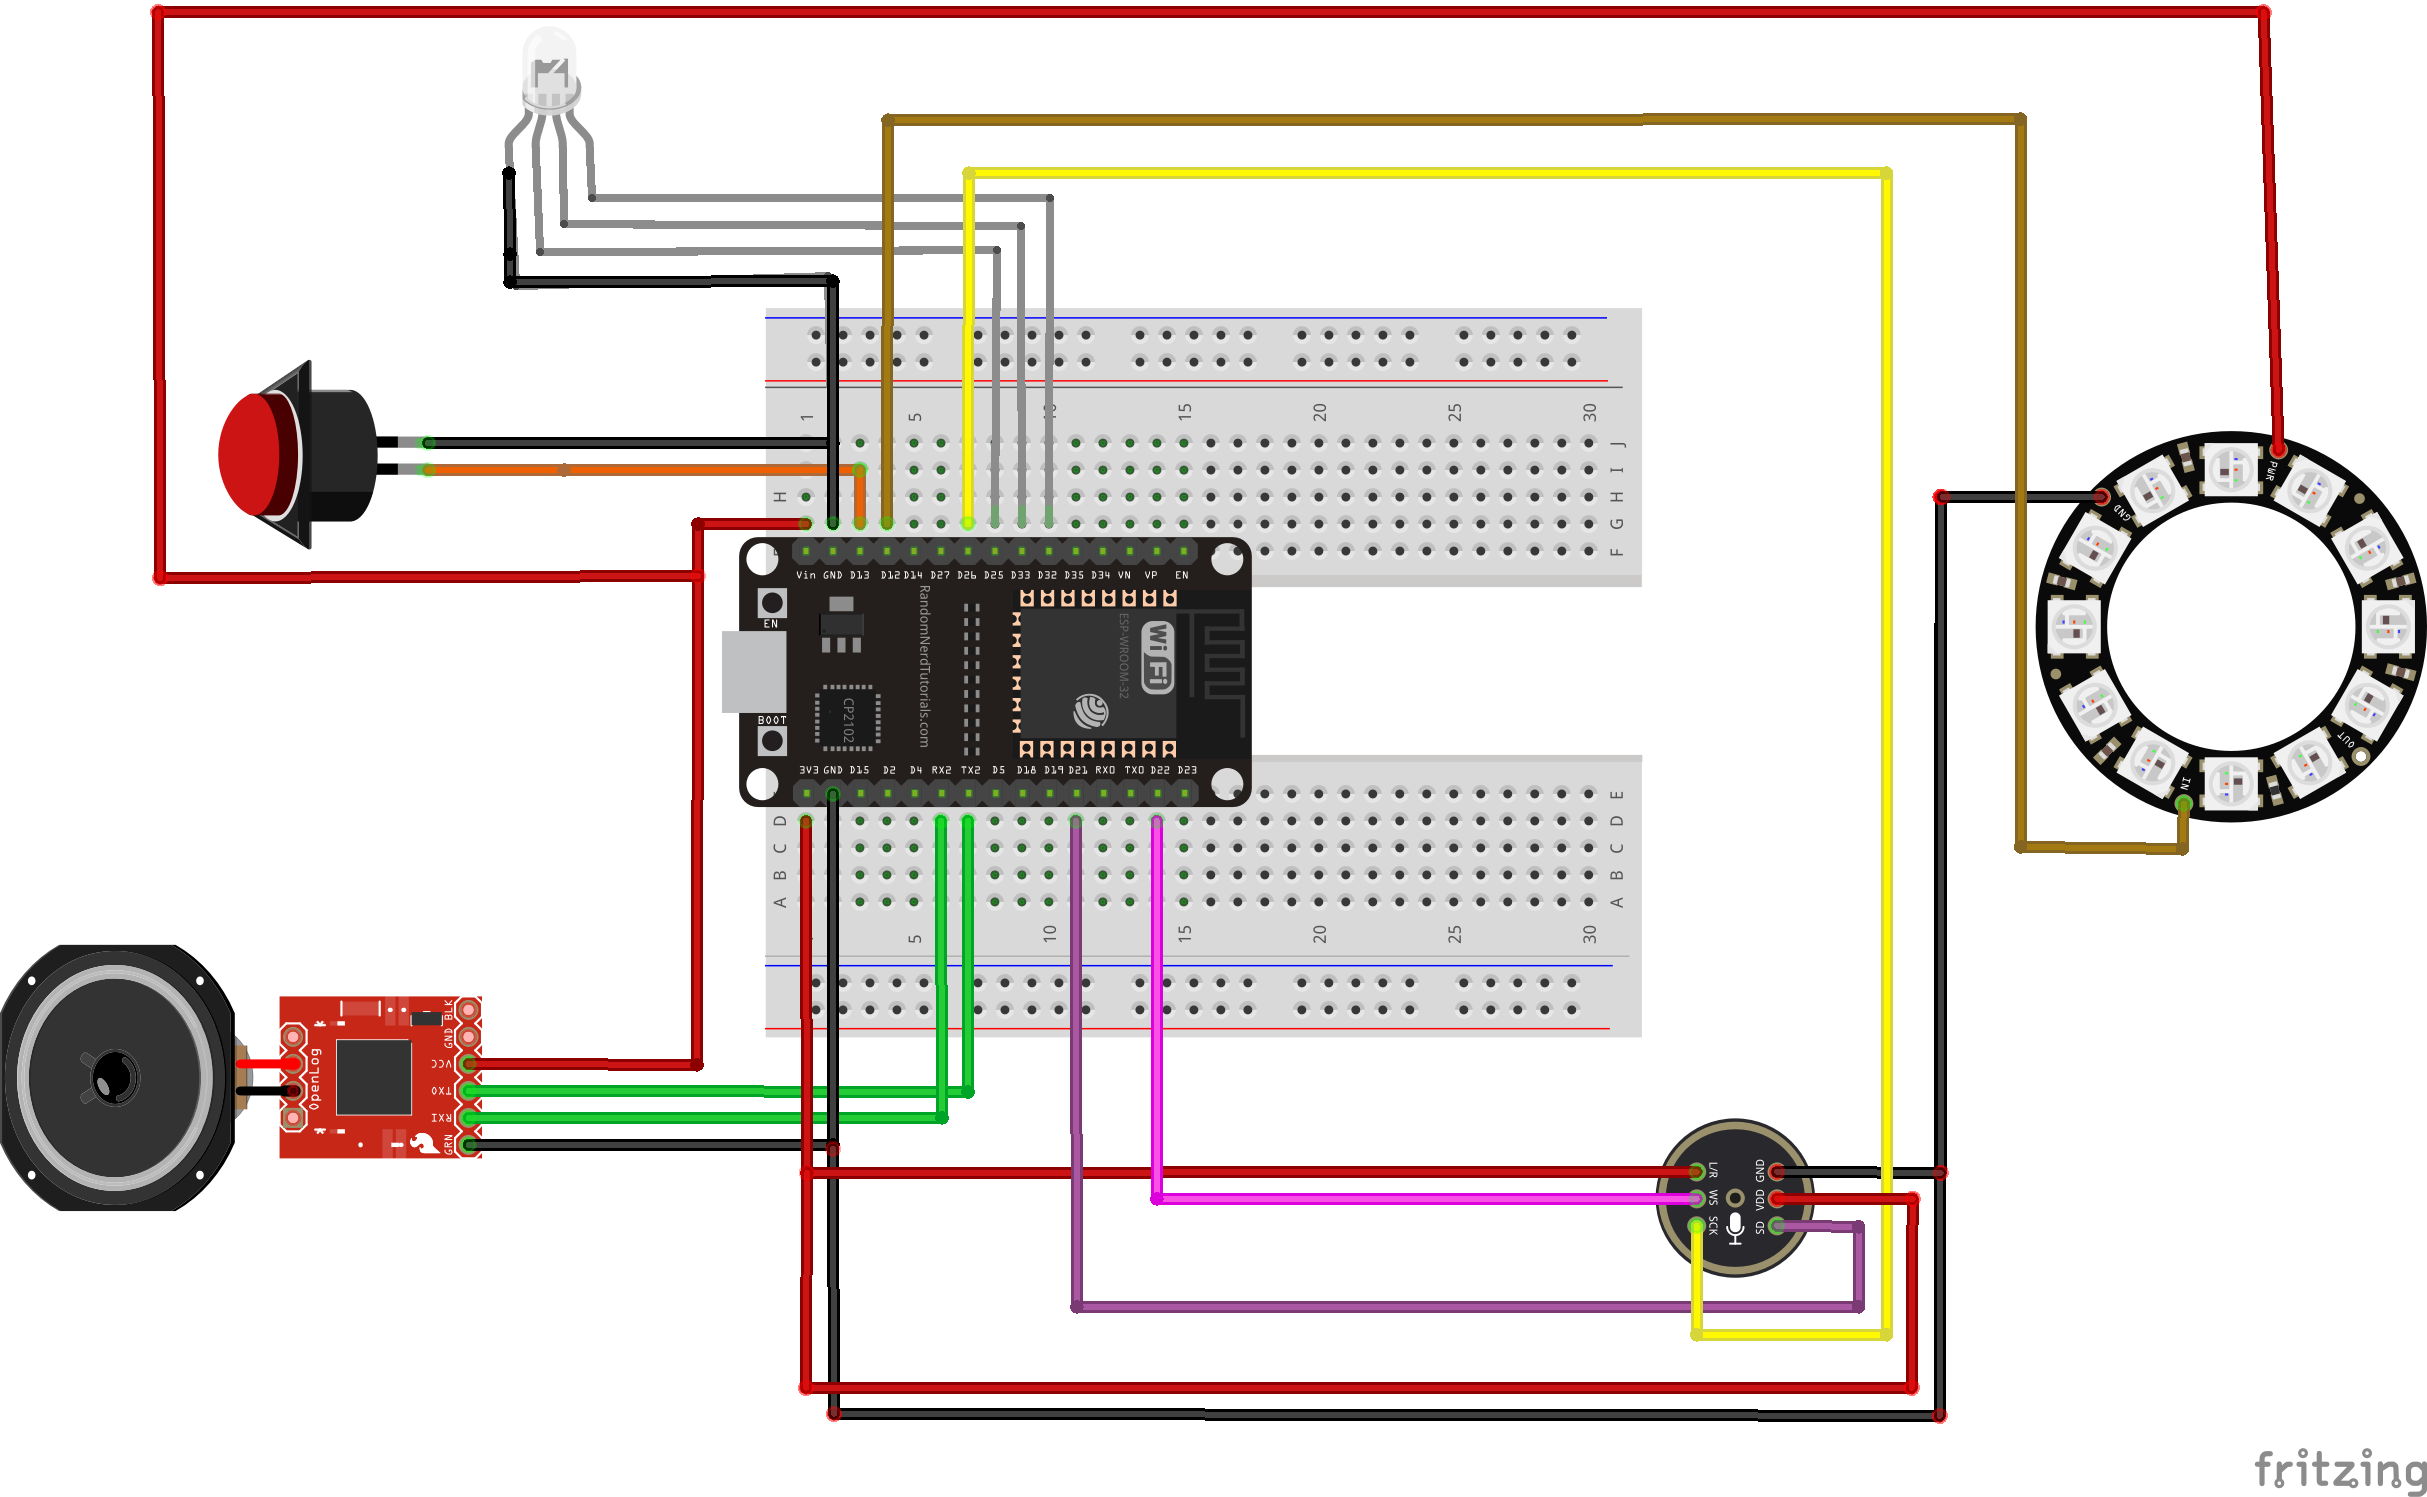 1 5 10 15 20 25 30
J J
I I
H H
G G
F F
Vin GND D13 D12 D14 D27 D26 D25 D33 D32 D35 D34 VN VP EN
EN
RandomNerdTutorials.com
ESP-WROOM-32
WiFi
CP2102
BOOT
3V3 GND D15 D2 D4 RX2 TX2 D5 D18 D19 D21 RX0 TX0 D22 D23
E
D D
C C
B B
A A
5 10 15 20 25 30
PWR
GND
OUT
IN
OpenLog
BLK
GND
VCC
TXO
RXI
GRN
L/R GND
WS VDD
SCK SD
fritzing